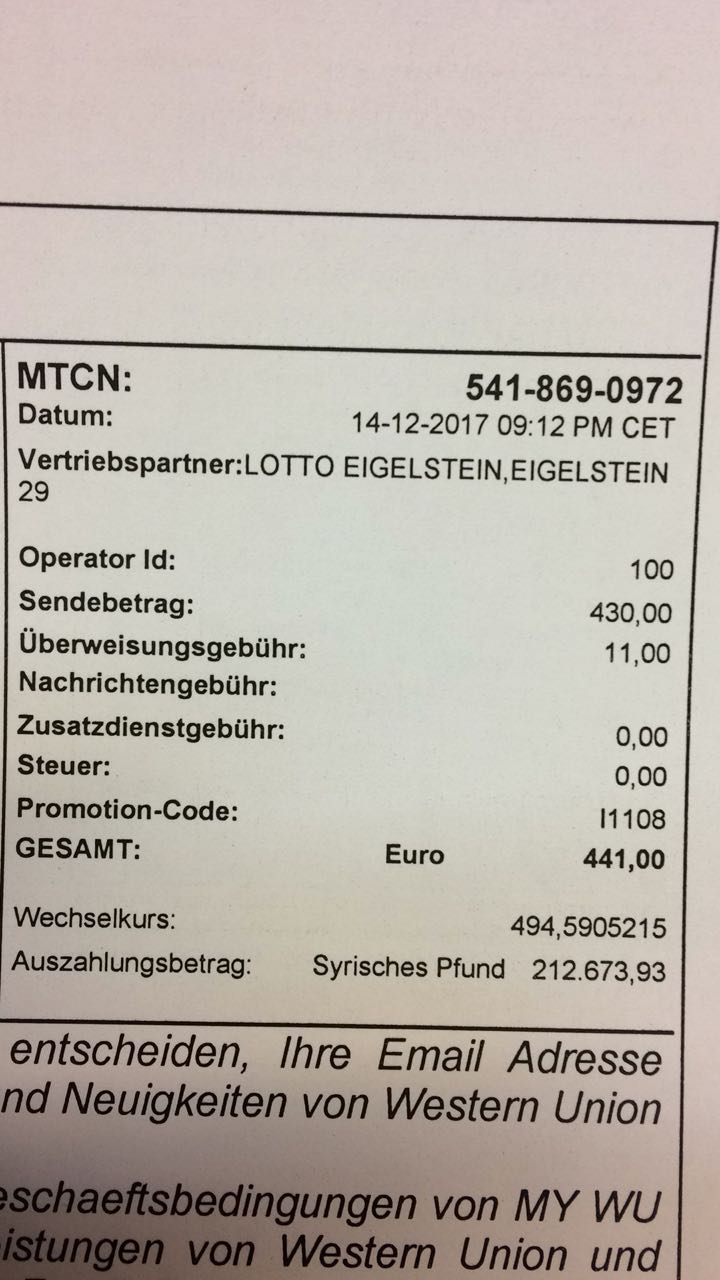 MTCN: 541-869-0972
Datum: 14-12-2017 09:12 PM CET
Vertriebspartner:LOTTO EIGELSTEIN,EIGELSTEIN
29
Operator Id: 100
Sendebetrag: 430,00
Überweisungsgebühr: 11,00
Nachrichtengebühr:
Zusatzdienstgebühr: 0,00
Steuer: 0,00
Promotion-Code: I1108
GESAMT: Euro 441,00
Wechselkurs: 494,5905215
Auszahlungsbetrag: Syrisches Pfund 212.673,93
entscheiden, Ihre Email Adresse
nd Neuigkeiten von Western Union
eschaeftsbedingungen von MY WU
istungen von Western Union und